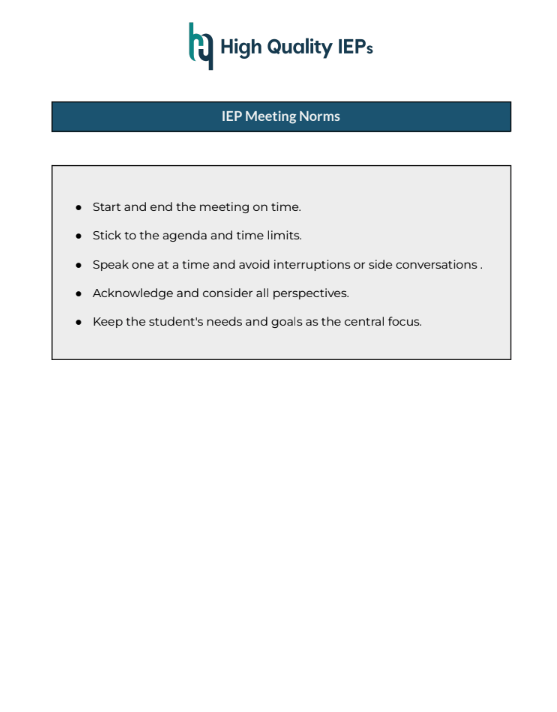 High Quality IEPs
IEP Meeting Norms
● Start and end the meeting on time.
● Stick to the agenda and time limits.
● Speak one at a time and avoid interruptions or side conversations .
● Acknowledge and consider all perspectives.
● Keep the student's needs and goals as the central focus.